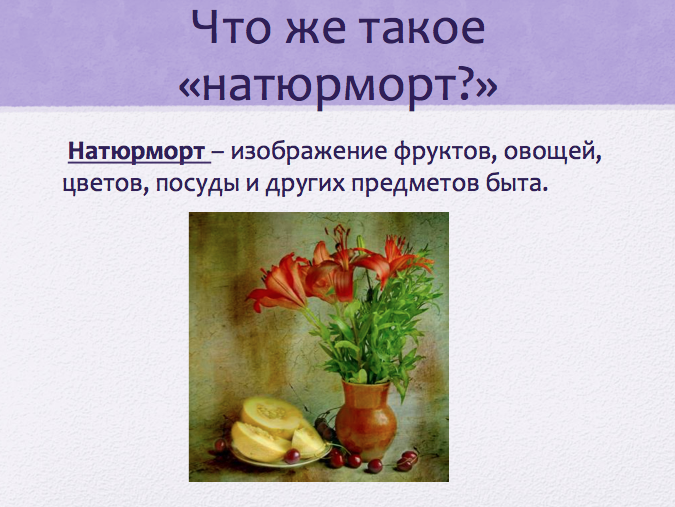 Что же такое
«натюрморт?»
Натюрморт – изображение фруктов, овощей,
цветов, посуды и других предметов быта.